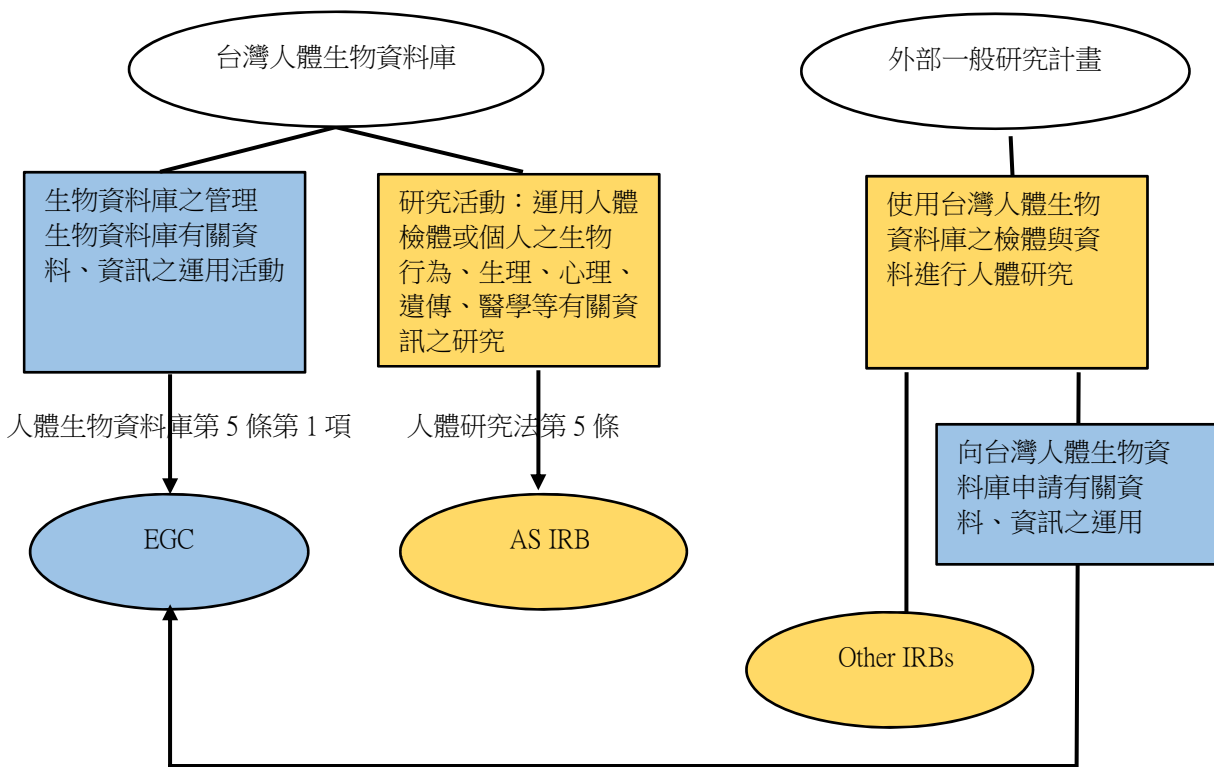 台灣人體生物資料庫
外部一般研究計畫
生物資料庫之管理
生物資料庫有關資
料、資訊之運用活動
研究活動：運用人體
檢體或個人之生物
行為、生理、心理、
遺傳、醫學等有關資
訊之研究
使用台灣人體生物
資料庫之檢體與資
料進行人體研究
人體生物資料庫第 5 條第 1 項
人體研究法第 5 條
向台灣人體生物資
料庫申請有關資
料、資訊之運用
EGC
AS IRB
Other IRBs